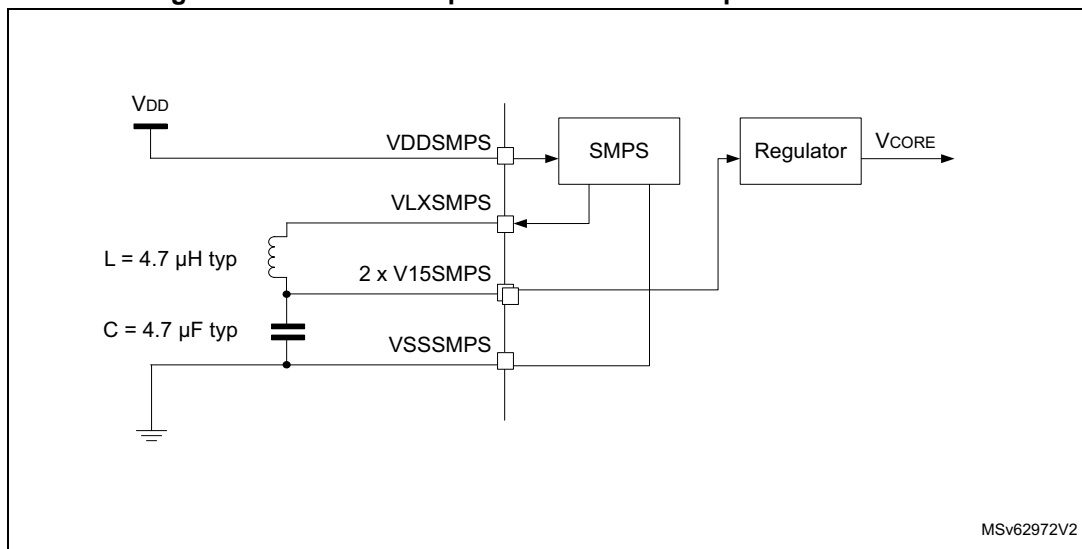 VDD
VDDSMPS
SMPS
Regulator
VCORE
VLXSMPS
L = 4.7 µH typ
2 x V15SMPS
C = 4.7 µF typ
VSSSMPS
MSv62972V2